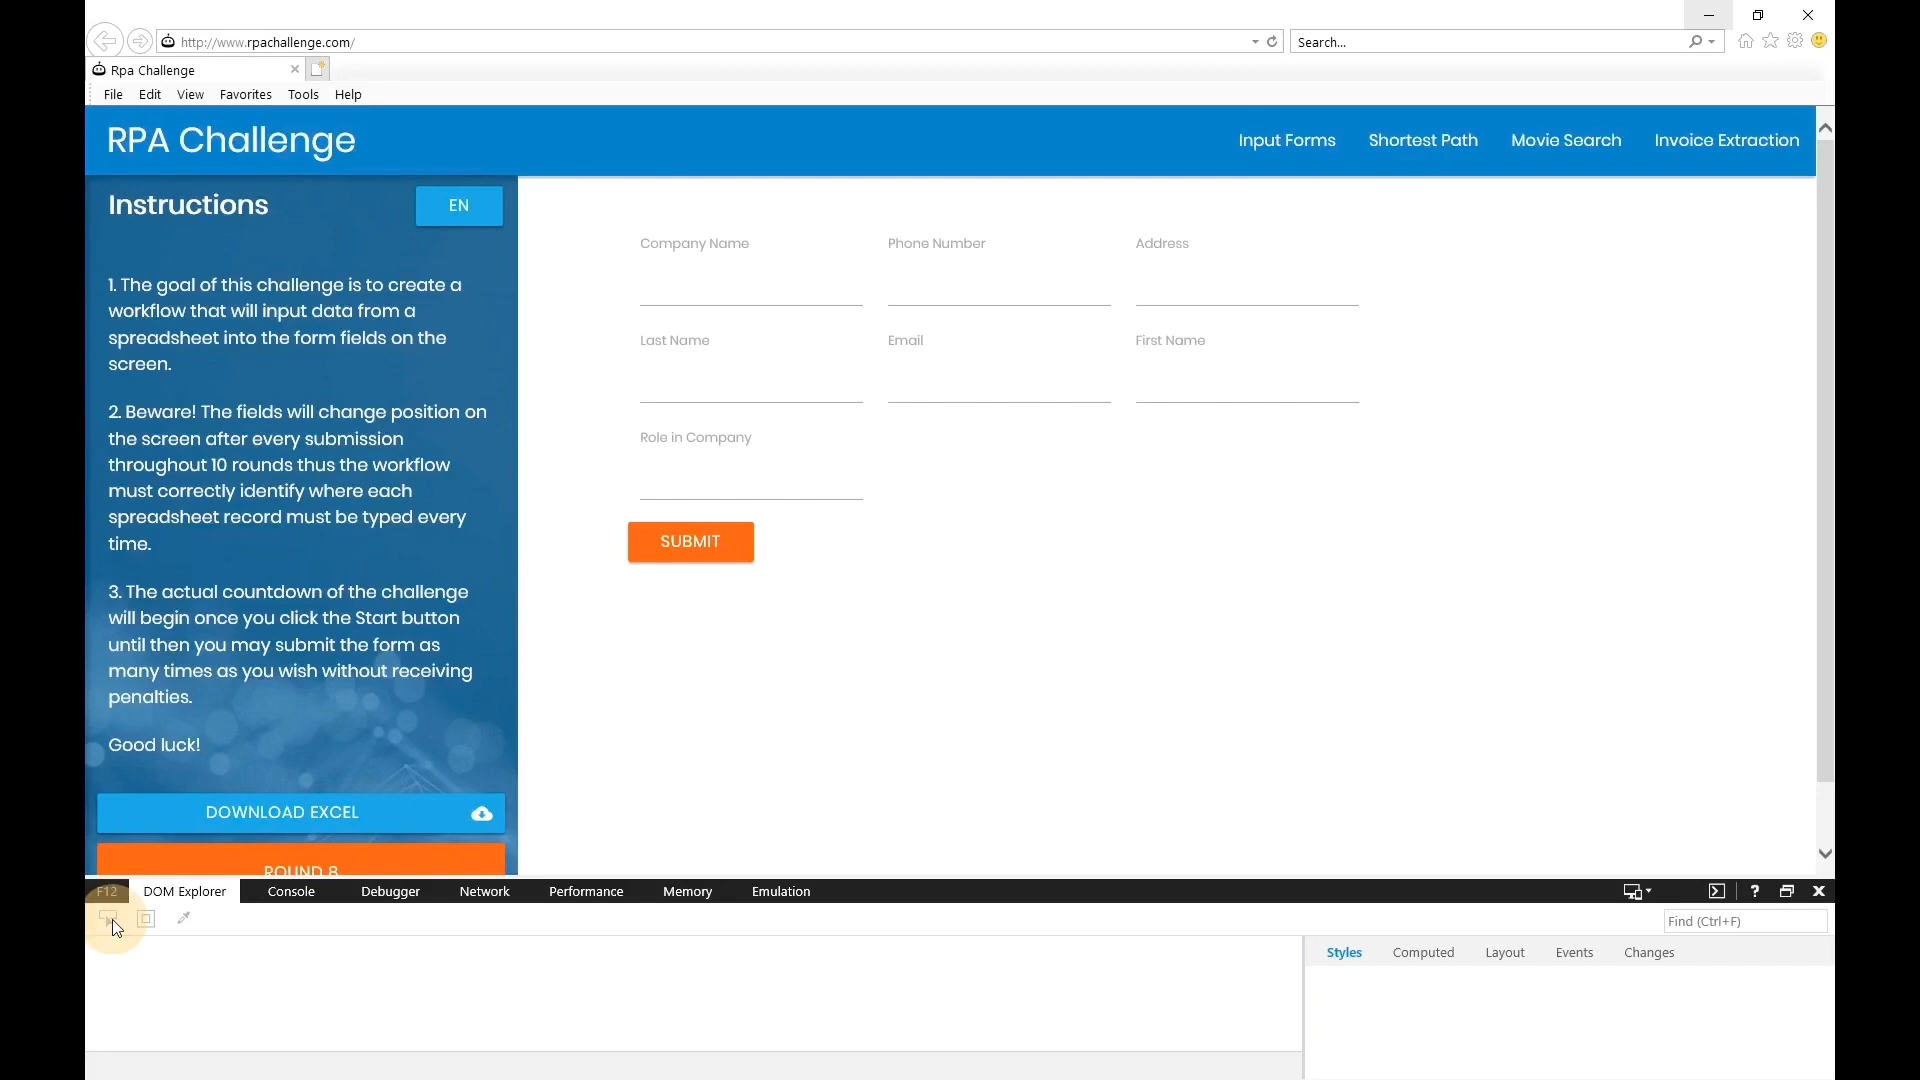 http://www.rpachallenge.com/
Search...
Rpa Challenge
File Edit View Favorites Tools Help
RPA Challenge
Input Forms Shortest Path Movie Search Invoice Extraction
Instructions
EN
1. The goal of this challenge is to create a
workflow that will input data from a
spreadsheet into the form fields on the
screen.
2. Beware! The fields will change position on
the screen after every submission
throughout 10 rounds thus the workflow
must correctly identify where each
spreadsheet record must be typed every
time.
3. The actual countdown of the challenge
will begin once you click the Start button
until then you may submit the form as
many times as you wish without receiving
penalties.
Good luck!
DOWNLOAD EXCEL
ROUND 8
Company Name Phone Number Address
Last Name Email First Name
Role in Company
SUBMIT
F12 DOM Explorer Console Debugger Network Performance Memory Emulation
?
Find (Ctrl+F)
Styles Computed Layout Events Changes